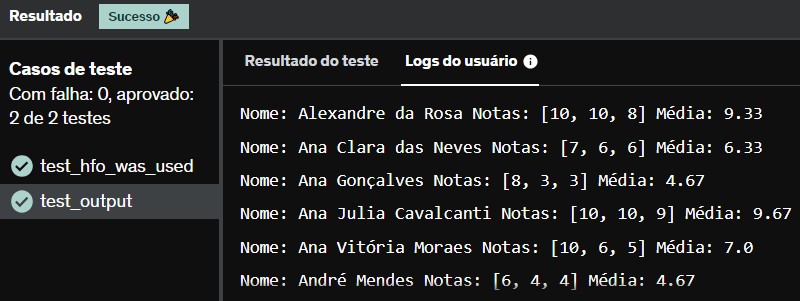 Resultado
Sucesso 🎉
Casos de teste
Com falha: 0, aprovado:
2 de 2 testes
test_hfo_was_used
test_output
Resultado do teste
Logs do usuário
Nome: Alexandre da Rosa Notas: [10, 10, 8] Média: 9.33
Nome: Ana Clara das Neves Notas: [7, 6, 6] Média: 6.33
Nome: Ana Gonçalves Notas: [8, 3, 3] Média: 4.67
Nome: Ana Julia Cavalcanti Notas: [10, 10, 9] Média: 9.67
Nome: Ana Vitória Moraes Notas: [10, 6, 5] Média: 7.0
Nome: André Mendes Notas: [6, 4, 4] Média: 4.67